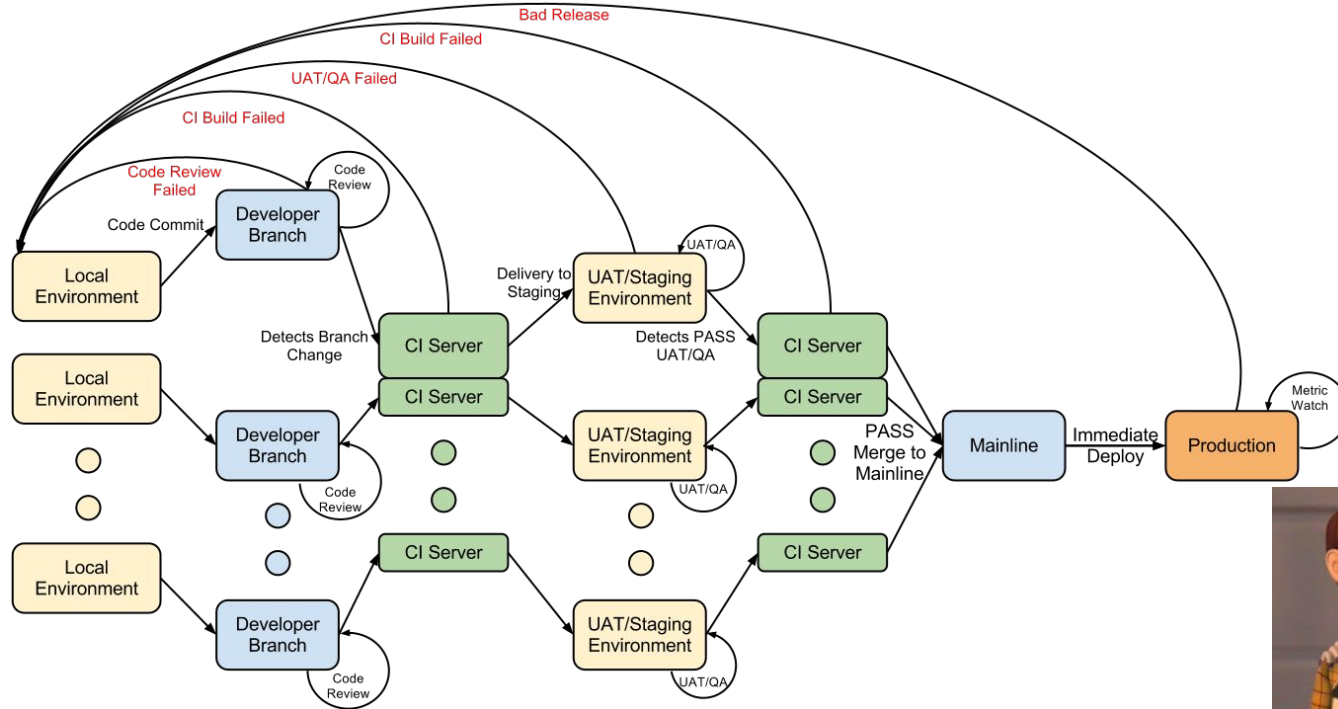 Bad Release
CI Build Failed
UAT/QA Failed
CI Build Failed
Code Review
Failed
Code
Review
Code Commit
Developer
Branch
Local
Environment
Detects Branch
Change
CI Server
Delivery to
Staging
UAT/Staging
Environment
UAT/QA
Detects PASS
UAT/QA
CI Server
Local
Environment
Developer
Branch
Code
Review
CI Server
UAT/Staging
Environment
UAT/QA
CI Server
PASS
Merge to
Mainline
Mainline
Immediate
Deploy
Production
Metric
Watch
Local
Environment
Developer
Branch
Code
Review
CI Server
UAT/Staging
Environment
UAT/QA
CI Server